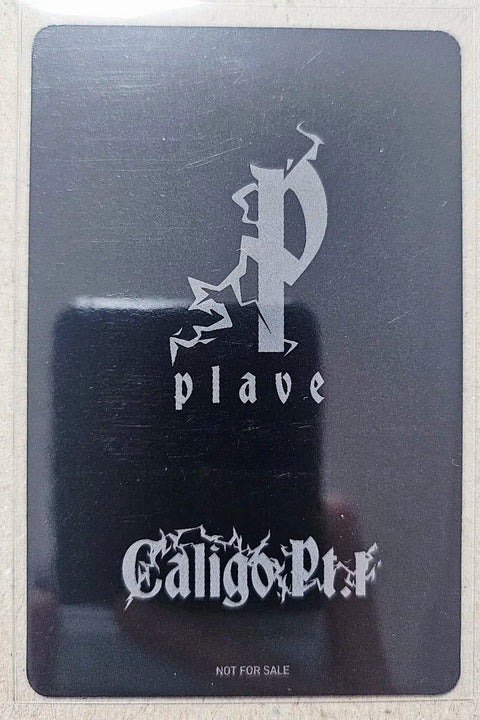 P
plave
Caligo Pt.1
NOT FOR SALE